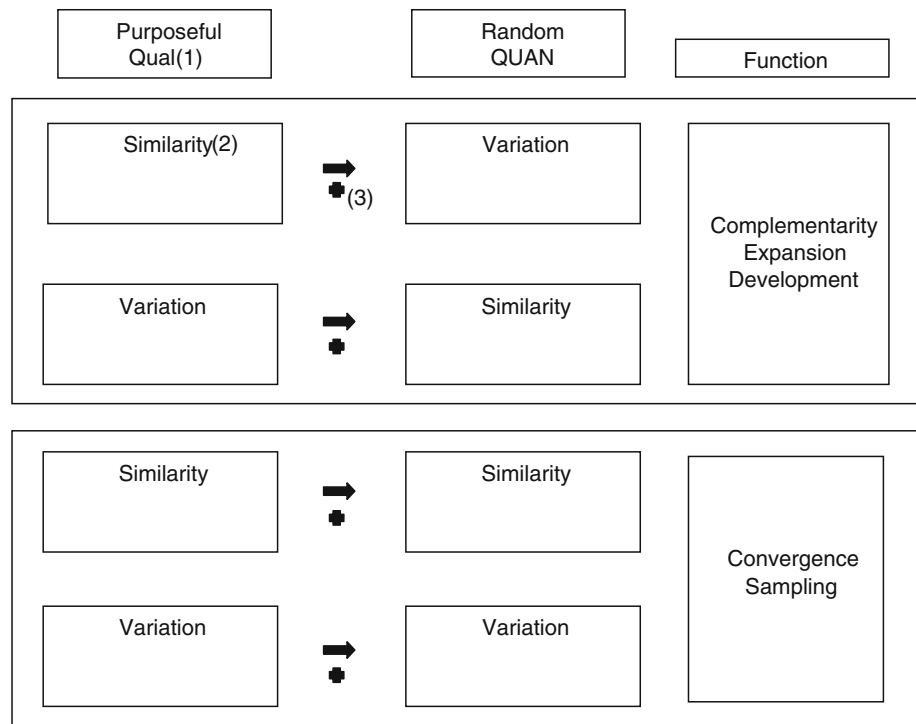 Purposeful
Qual(1)
Random
QUAN
Function
Similarity(2)
(3)
Variation
Complementarity
Expansion
Development
Variation
Similarity
Similarity
Similarity
Convergence
Sampling
Variation
Variation